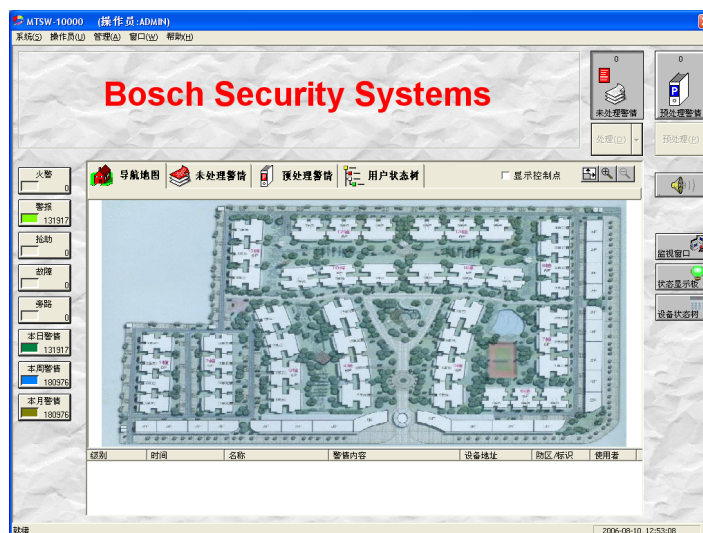 MTSW-10000 (操作员:ADMIN)
系统(S) 操作员(U) 管理(A) 窗口(W) 帮助(H)
Bosch Security Systems
0
未处理警情
处理(D)
0
预处理警情
预处理(P)
导航地图 未处理警情 预处理警情 用户状态树 显示控制点
火警
0
警报
131917
抢劫
0
故障
0
旁路
0
本日警情
131917
本周警情
180976
本月警情
180976
监视窗口
状态显示板
设备状态树
级别 时间 名称 警情内容 设备地址 防区/标识 使用者
就绪 2006-08-10 12:53:08